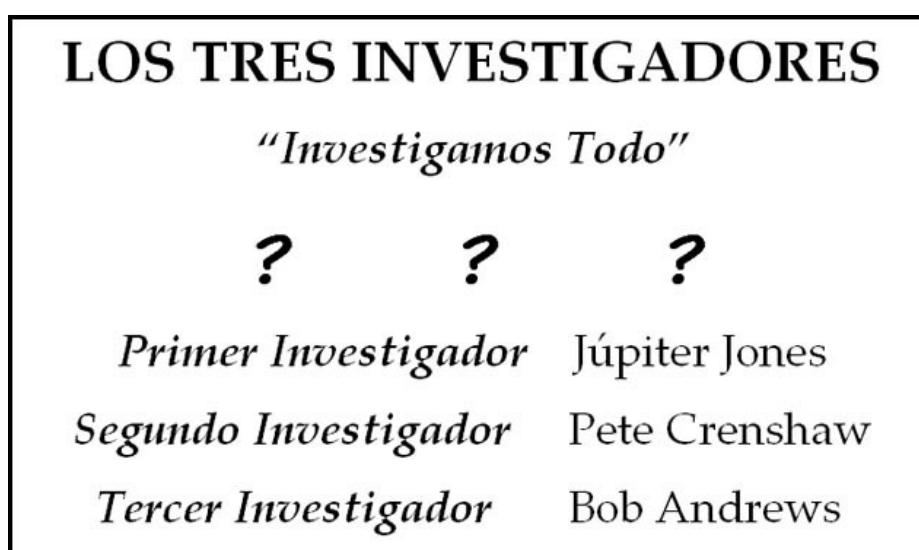 LOS TRES INVESTIGADORES
“Investigamos Todo”
? ? ?
Primer Investigador Júpiter Jones
Segundo Investigador Pete Crenshaw
Tercer Investigador Bob Andrews